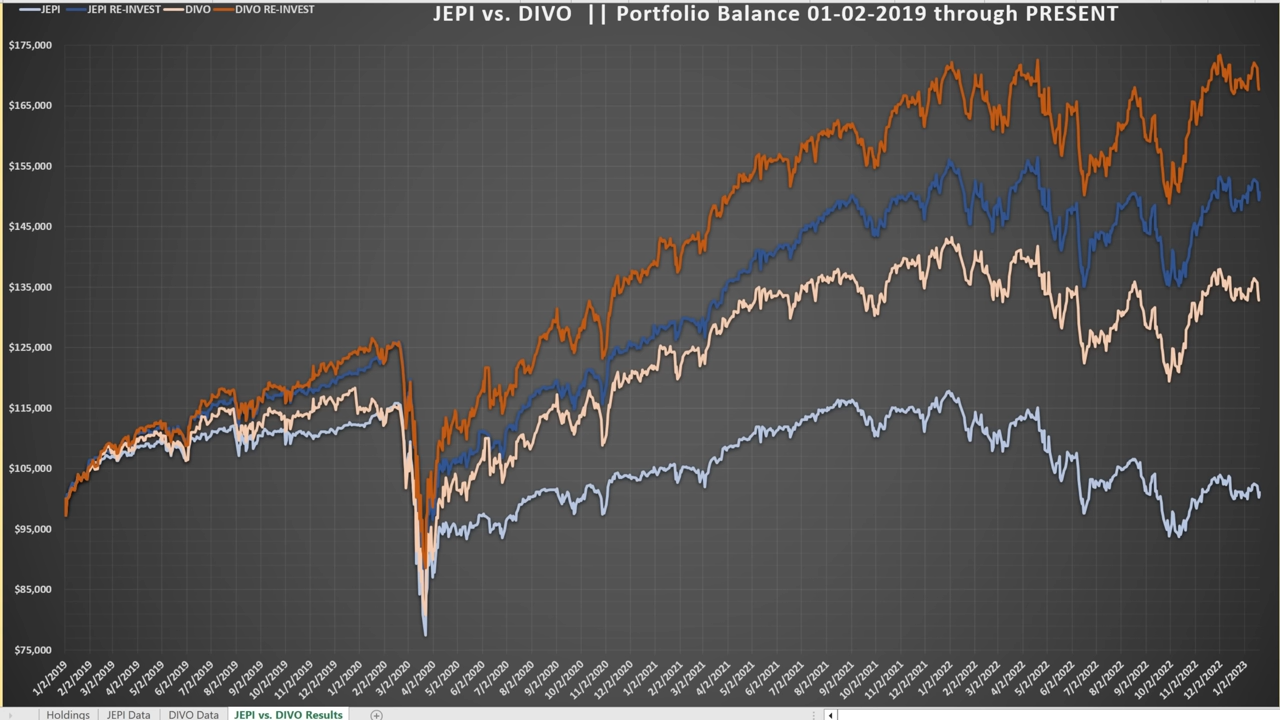 JEPI JEPI RE-INVEST DIVO DIVO RE-INVEST
JEPI vs. DIVO || Portfolio Balance 01-02-2019 through PRESENT
$175,000
$165,000
$155,000
$145,000
$135,000
$125,000
$115,000
$105,000
$95,000
$85,000
$75,000
1/2/2019 2/2/2019 3/2/2019 4/2/2019 5/2/2019 6/2/2019 7/2/2019 8/2/2019 9/2/2019 10/2/2019 11/2/2019 12/2/2019 1/2/2020 2/2/2020 3/2/2020 4/2/2020 5/2/2020 6/2/2020 7/2/2020 8/2/2020 9/2/2020 10/2/2020 11/2/2020 12/2/2020 1/2/2021 2/2/2021 3/2/2021 4/2/2021 5/2/2021 6/2/2021 7/2/2021 8/2/2021 9/2/2021 10/2/2021 11/2/2021 12/2/2021 1/2/2022 2/2/2022 3/2/2022 4/2/2022 5/2/2022 6/2/2022 7/2/2022 8/2/2022 9/2/2022 10/2/2022 11/2/2022 12/2/2022 1/2/2023
Holdings JEPI Data DIVO Data JEPI vs. DIVO Results